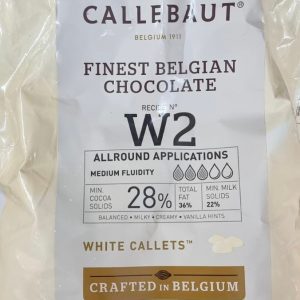 CALLEBAUT
BELGIUM 1911
FINEST BELGIAN
CHOCOLATE
RECIPE N°
W2
ALLROUND APPLICATIONS
MEDIUM FLUIDITY
MIN. COCOA SOLIDS 28% TOTAL FAT 36% MIN. MILK SOLIDS 22%
BALANCED • MILKY • CREAMY • VANILLA HINTS
WHITE CALLETS™
CRAFTED IN BELGIUM